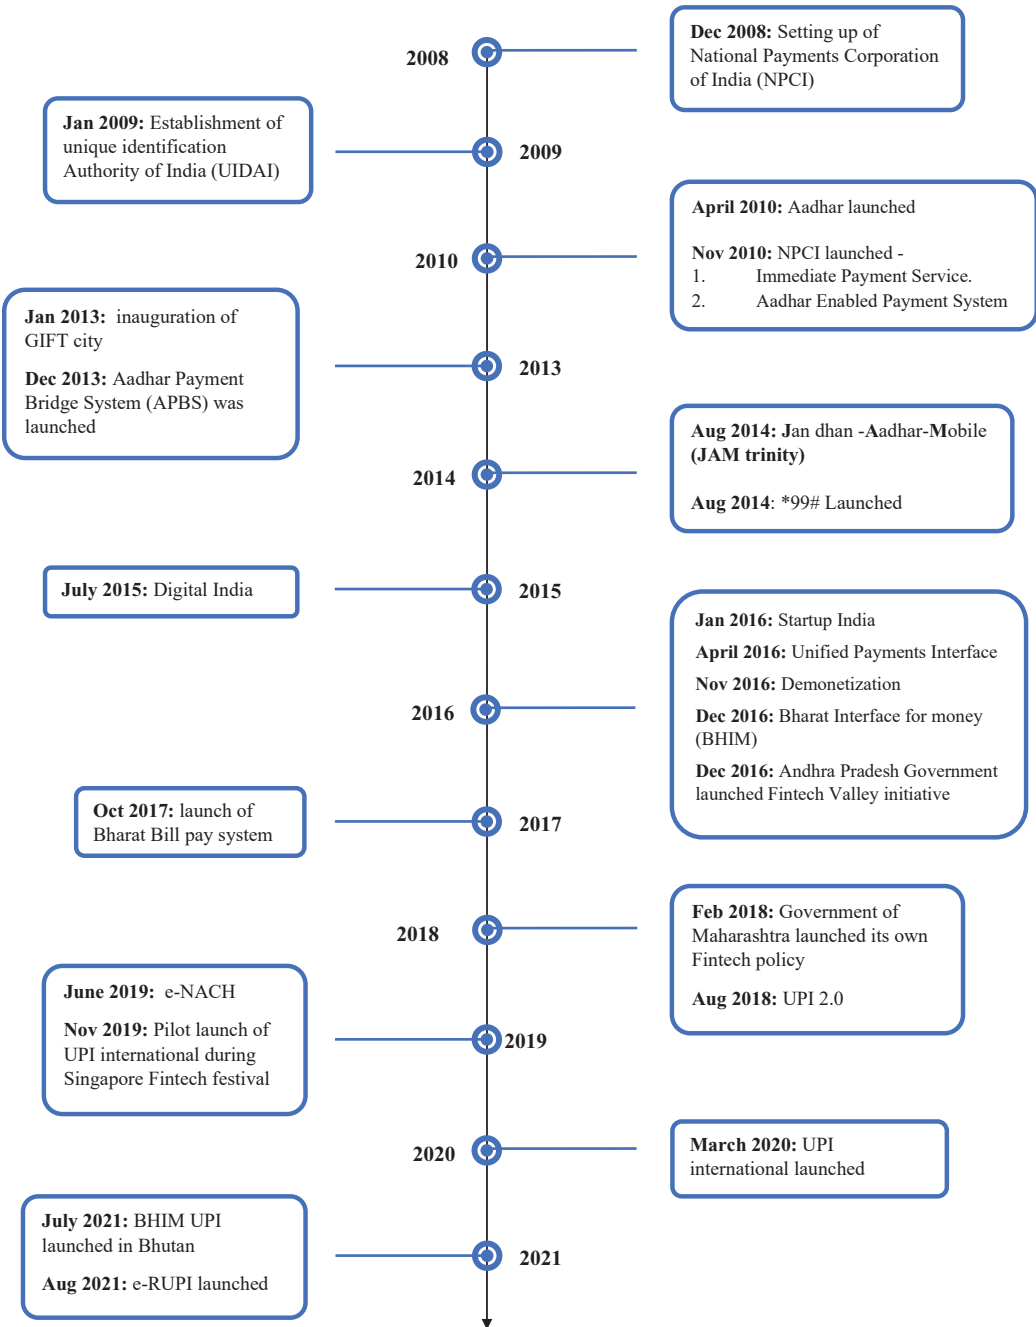 2008
Dec 2008: Setting up of
National Payments Corporation
of India (NPCI)
Jan 2009: Establishment of
unique identification
Authority of India (UIDAI)
2009
2010
April 2010: Aadhar launched
Nov 2010: NPCI launched -
1. Immediate Payment Service.
2. Aadhar Enabled Payment System
Jan 2013: inauguration of
GIFT city
Dec 2013: Aadhar Payment
Bridge System (APBS) was
launched
2013
2014
Aug 2014: Jan dhan -Aadhar-Mobile
(JAM trinity)
Aug 2014: *99# Launched
July 2015: Digital India
2015
2016
Jan 2016: Startup India
April 2016: Unified Payments Interface
Nov 2016: Demonetization
Dec 2016: Bharat Interface for money
(BHIM)
Dec 2016: Andhra Pradesh Government
launched Fintech Valley initiative
Oct 2017: launch of
Bharat Bill pay system
2017
2018
Feb 2018: Government of
Maharashtra launched its own
Fintech policy
Aug 2018: UPI 2.0
June 2019: e-NACH
Nov 2019: Pilot launch of
UPI international during
Singapore Fintech festival
2019
2020
March 2020: UPI
international launched
July 2021: BHIM UPI
launched in Bhutan
Aug 2021: e-RUPI launched
2021